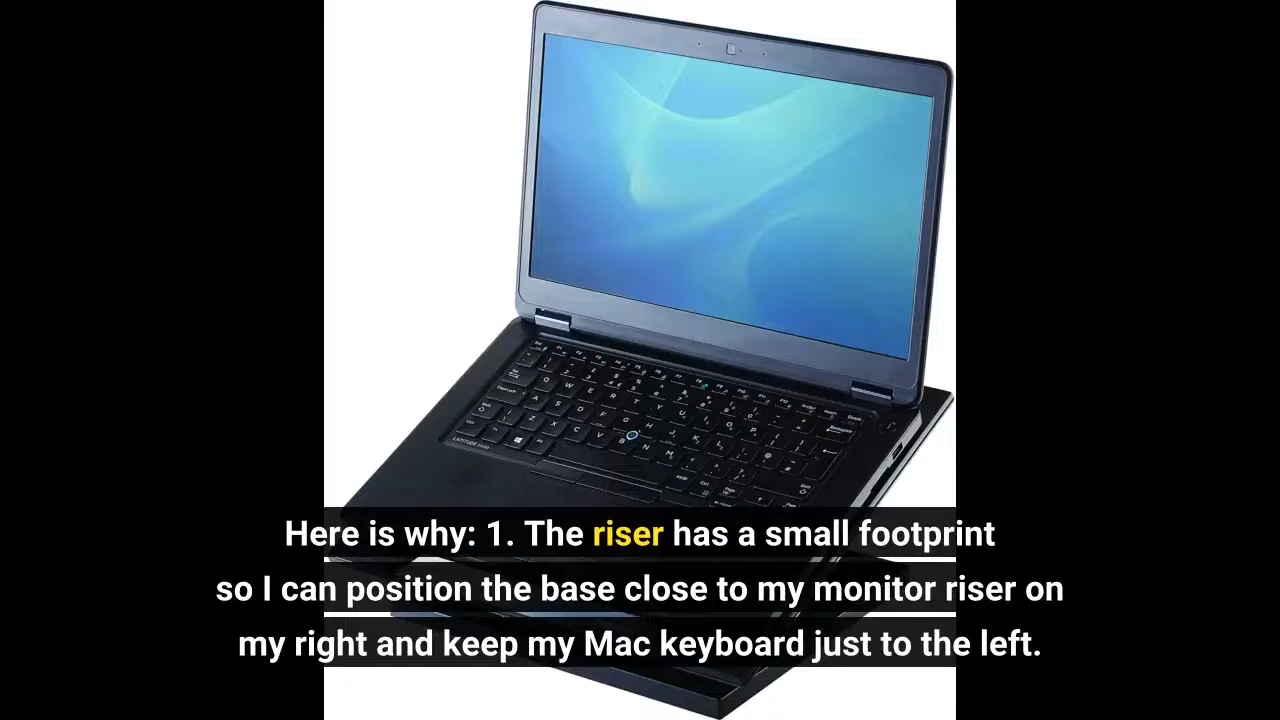 Here is why: 1. The riser has a small footprint
so I can position the base close to my monitor riser on
my right and keep my Mac keyboard just to the left.